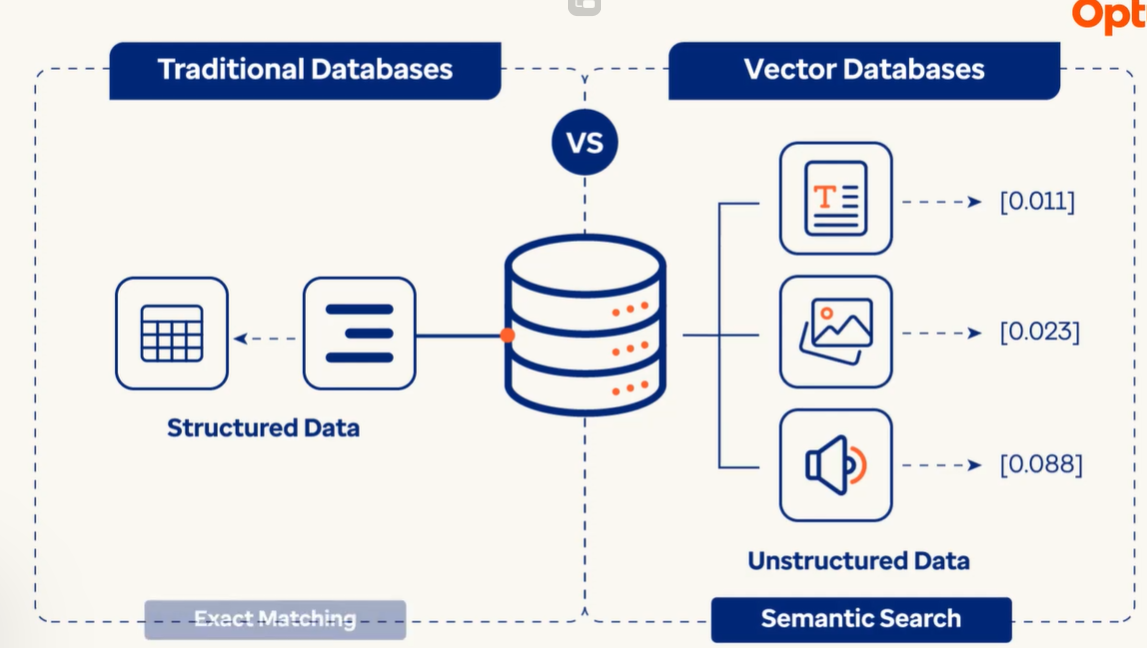 Opt
Traditional Databases
Vector Databases
VS
T
[0.011]
[0.023]
[0.088]
Structured Data
Unstructured Data
Exact Matching
Semantic Search